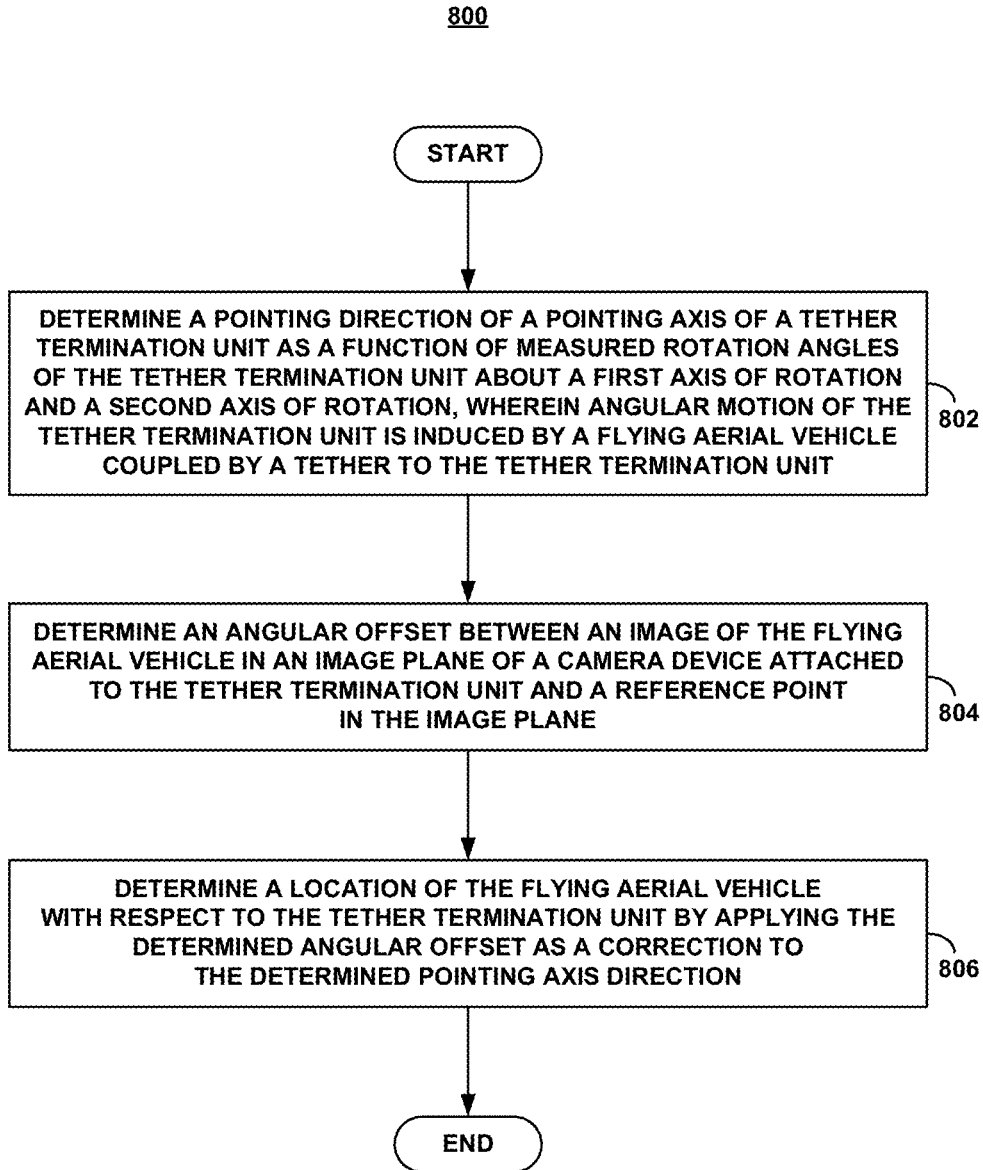 800
START
DETERMINE A POINTING DIRECTION OF A POINTING AXIS OF A TETHER
TERMINATION UNIT AS A FUNCTION OF MEASURED ROTATION ANGLES
OF THE TETHER TERMINATION UNIT ABOUT A FIRST AXIS OF ROTATION
AND A SECOND AXIS OF ROTATION, WHEREIN ANGULAR MOTION OF THE
TETHER TERMINATION UNIT IS INDUCED BY A FLYING AERIAL VEHICLE
COUPLED BY A TETHER TO THE TETHER TERMINATION UNIT
802
DETERMINE AN ANGULAR OFFSET BETWEEN AN IMAGE OF THE FLYING
AERIAL VEHICLE IN AN IMAGE PLANE OF A CAMERA DEVICE ATTACHED
TO THE TETHER TERMINATION UNIT AND A REFERENCE POINT
IN THE IMAGE PLANE
804
DETERMINE A LOCATION OF THE FLYING AERIAL VEHICLE
WITH RESPECT TO THE TETHER TERMINATION UNIT BY APPLYING THE
DETERMINED ANGULAR OFFSET AS A CORRECTION TO
THE DETERMINED POINTING AXIS DIRECTION
806
END